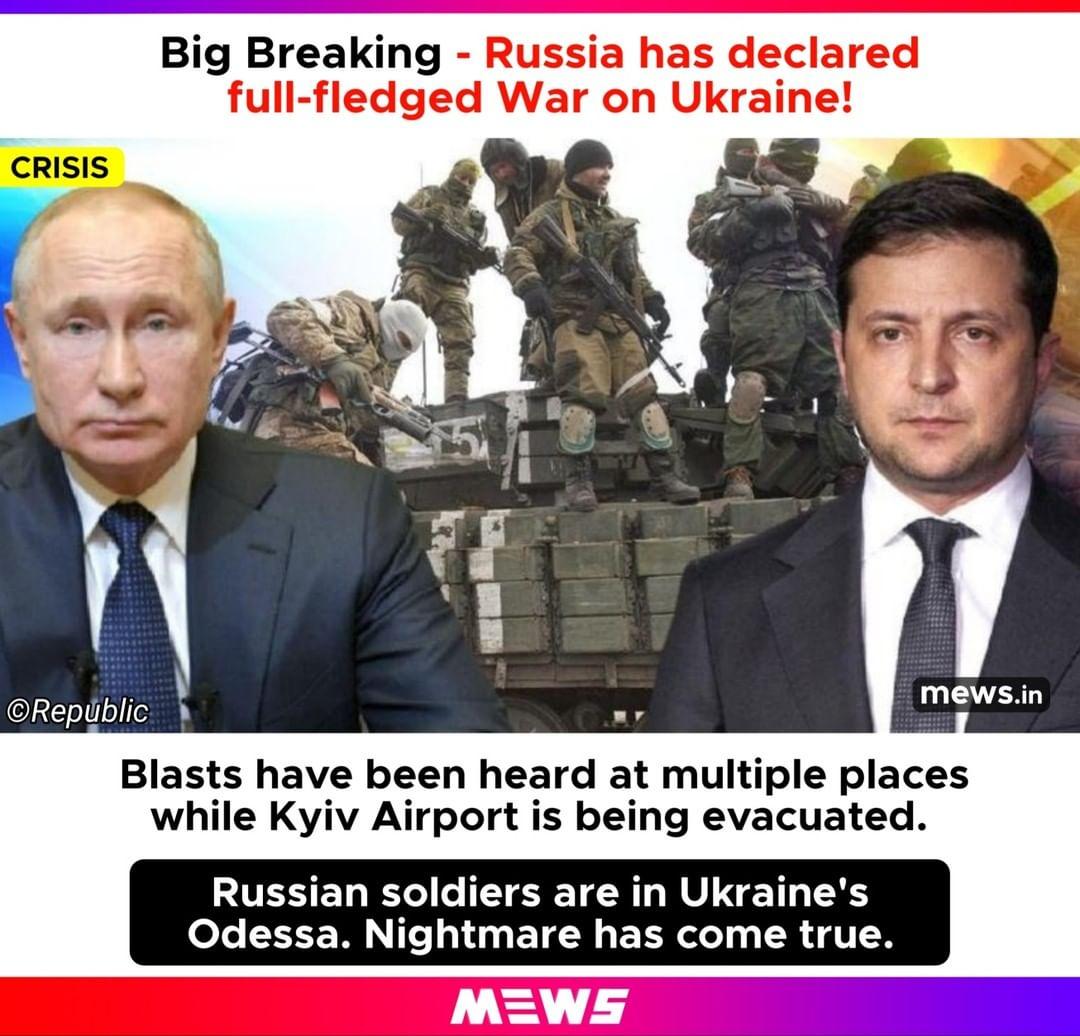 Big Breaking - Russia has declared
full-fledged War on Ukraine!
CRISIS
5
©Republic
mews.in
Blasts have been heard at multiple places
while Kyiv Airport is being evacuated.
Russian soldiers are in Ukraine's
Odessa. Nightmare has come true.
MEWS